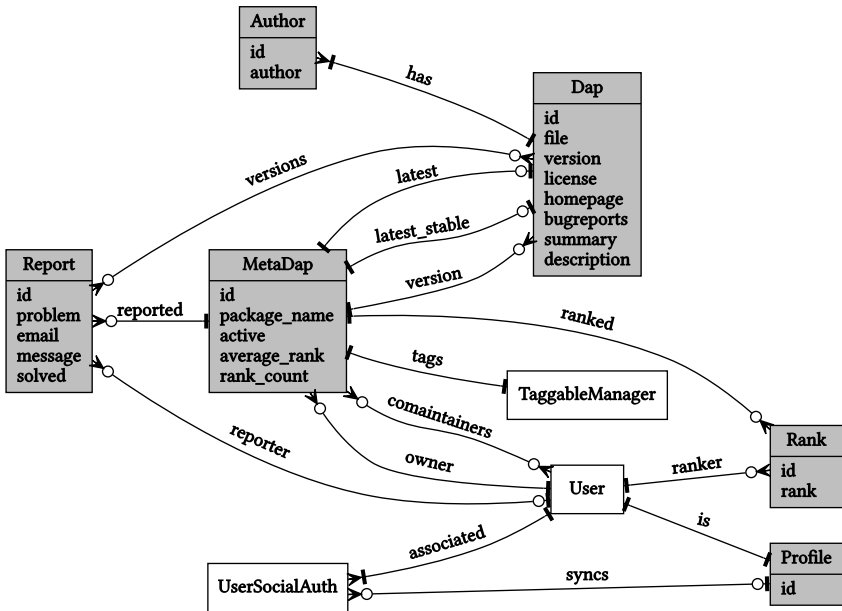 Author
id
author
has
Dap
id
file
version
license
homepage
bugreports
summary
description
versions
latest
latest_stable
version
Report
id
problem
email
message
solved
reported
MetaDap
id
package_name
active
average_rank
rank_count
ranked
tags
TaggableManager
comaintainers
owner
reporter
User
ranker
Rank
id
rank
is
associated
UserSocialAuth
syncs
Profile
id